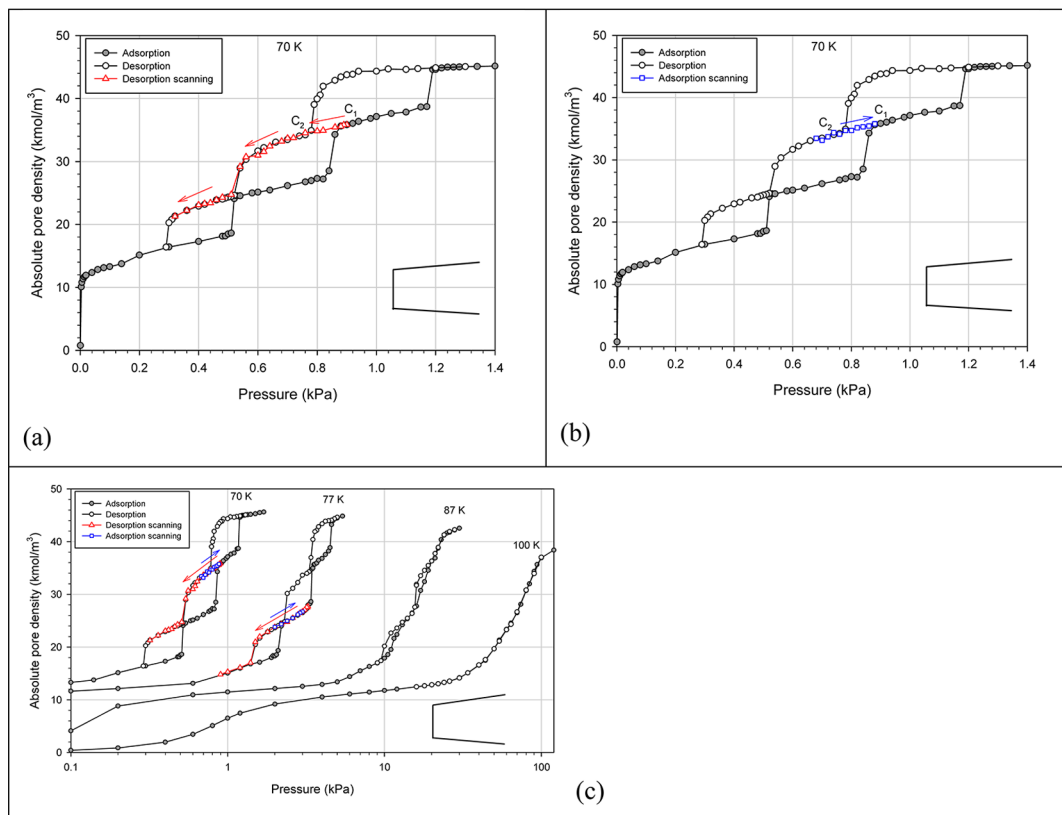 70 K
Adsorption
Desorption
Desorption scanning
C₂
C₁
Absolute pore density (kmol/m³)
50
40
30
20
10
0
0.0 0.2 0.4 0.6 0.8 1.0 1.2 1.4
Pressure (kPa)
(a)
70 K
Adsorption
Desorption
Adsorption scanning
C₂
C₁
Absolute pore density (kmol/m³)
50
40
30
20
10
0
0.0 0.2 0.4 0.6 0.8 1.0 1.2 1.4
Pressure (kPa)
(b)
Adsorption
Desorption
Desorption scanning
Adsorption scanning
70 K
77 K
87 K
100 K
Absolute pore density (kmol/m³)
50
40
30
20
10
0
0.1 1 10 100
Pressure (kPa)
(c)